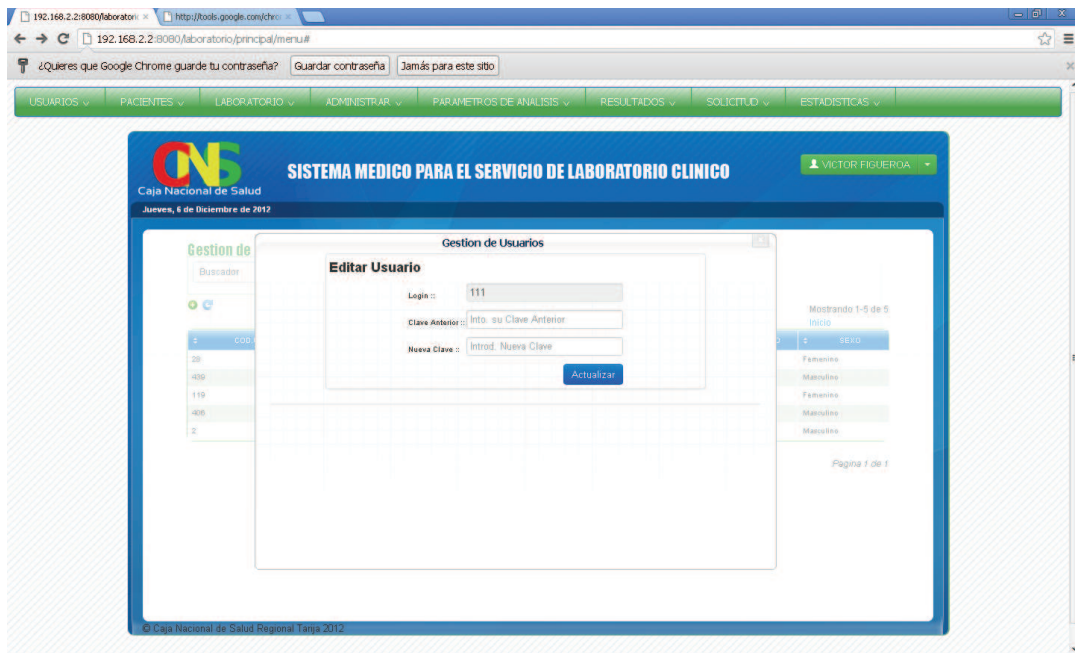 192.168.2.2:8080/laboratori
http://tools.google.com/chro
192.168.2.2:8080/laboratorio/principal/menu#
¿Quieres que Google Chrome guarde tu contraseña? Guardar contraseña Jamás para este sitio
USUARIOS PACIENTES LABORATORIO ADMINISTRAR PARAMETROS DE ANALISIS RESULTADOS SOLICITUD ESTADISTICAS
CNS
Caja Nacional de Salud
SISTEMA MEDICO PARA EL SERVICIO DE LABORATORIO CLINICO
VICTOR FIGUEROA
Jueves, 6 de Diciembre de 2012
Gestion de
Buscador
Gestion de Usuarios
Editar Usuario
Login :: 111
Clave Anterior :: Into. su Clave Anterior
Nueva Clave :: Introd. Nueva Clave
Actualizar
Mostrando 1-5 de 5
Inicio
COD SEXO
28 Femenino
439 Masculino
119 Femenino
408 Masculino
2 Masculino
Pagina 1 de 1
© Caja Nacional de Salud Regional Tarija 2012